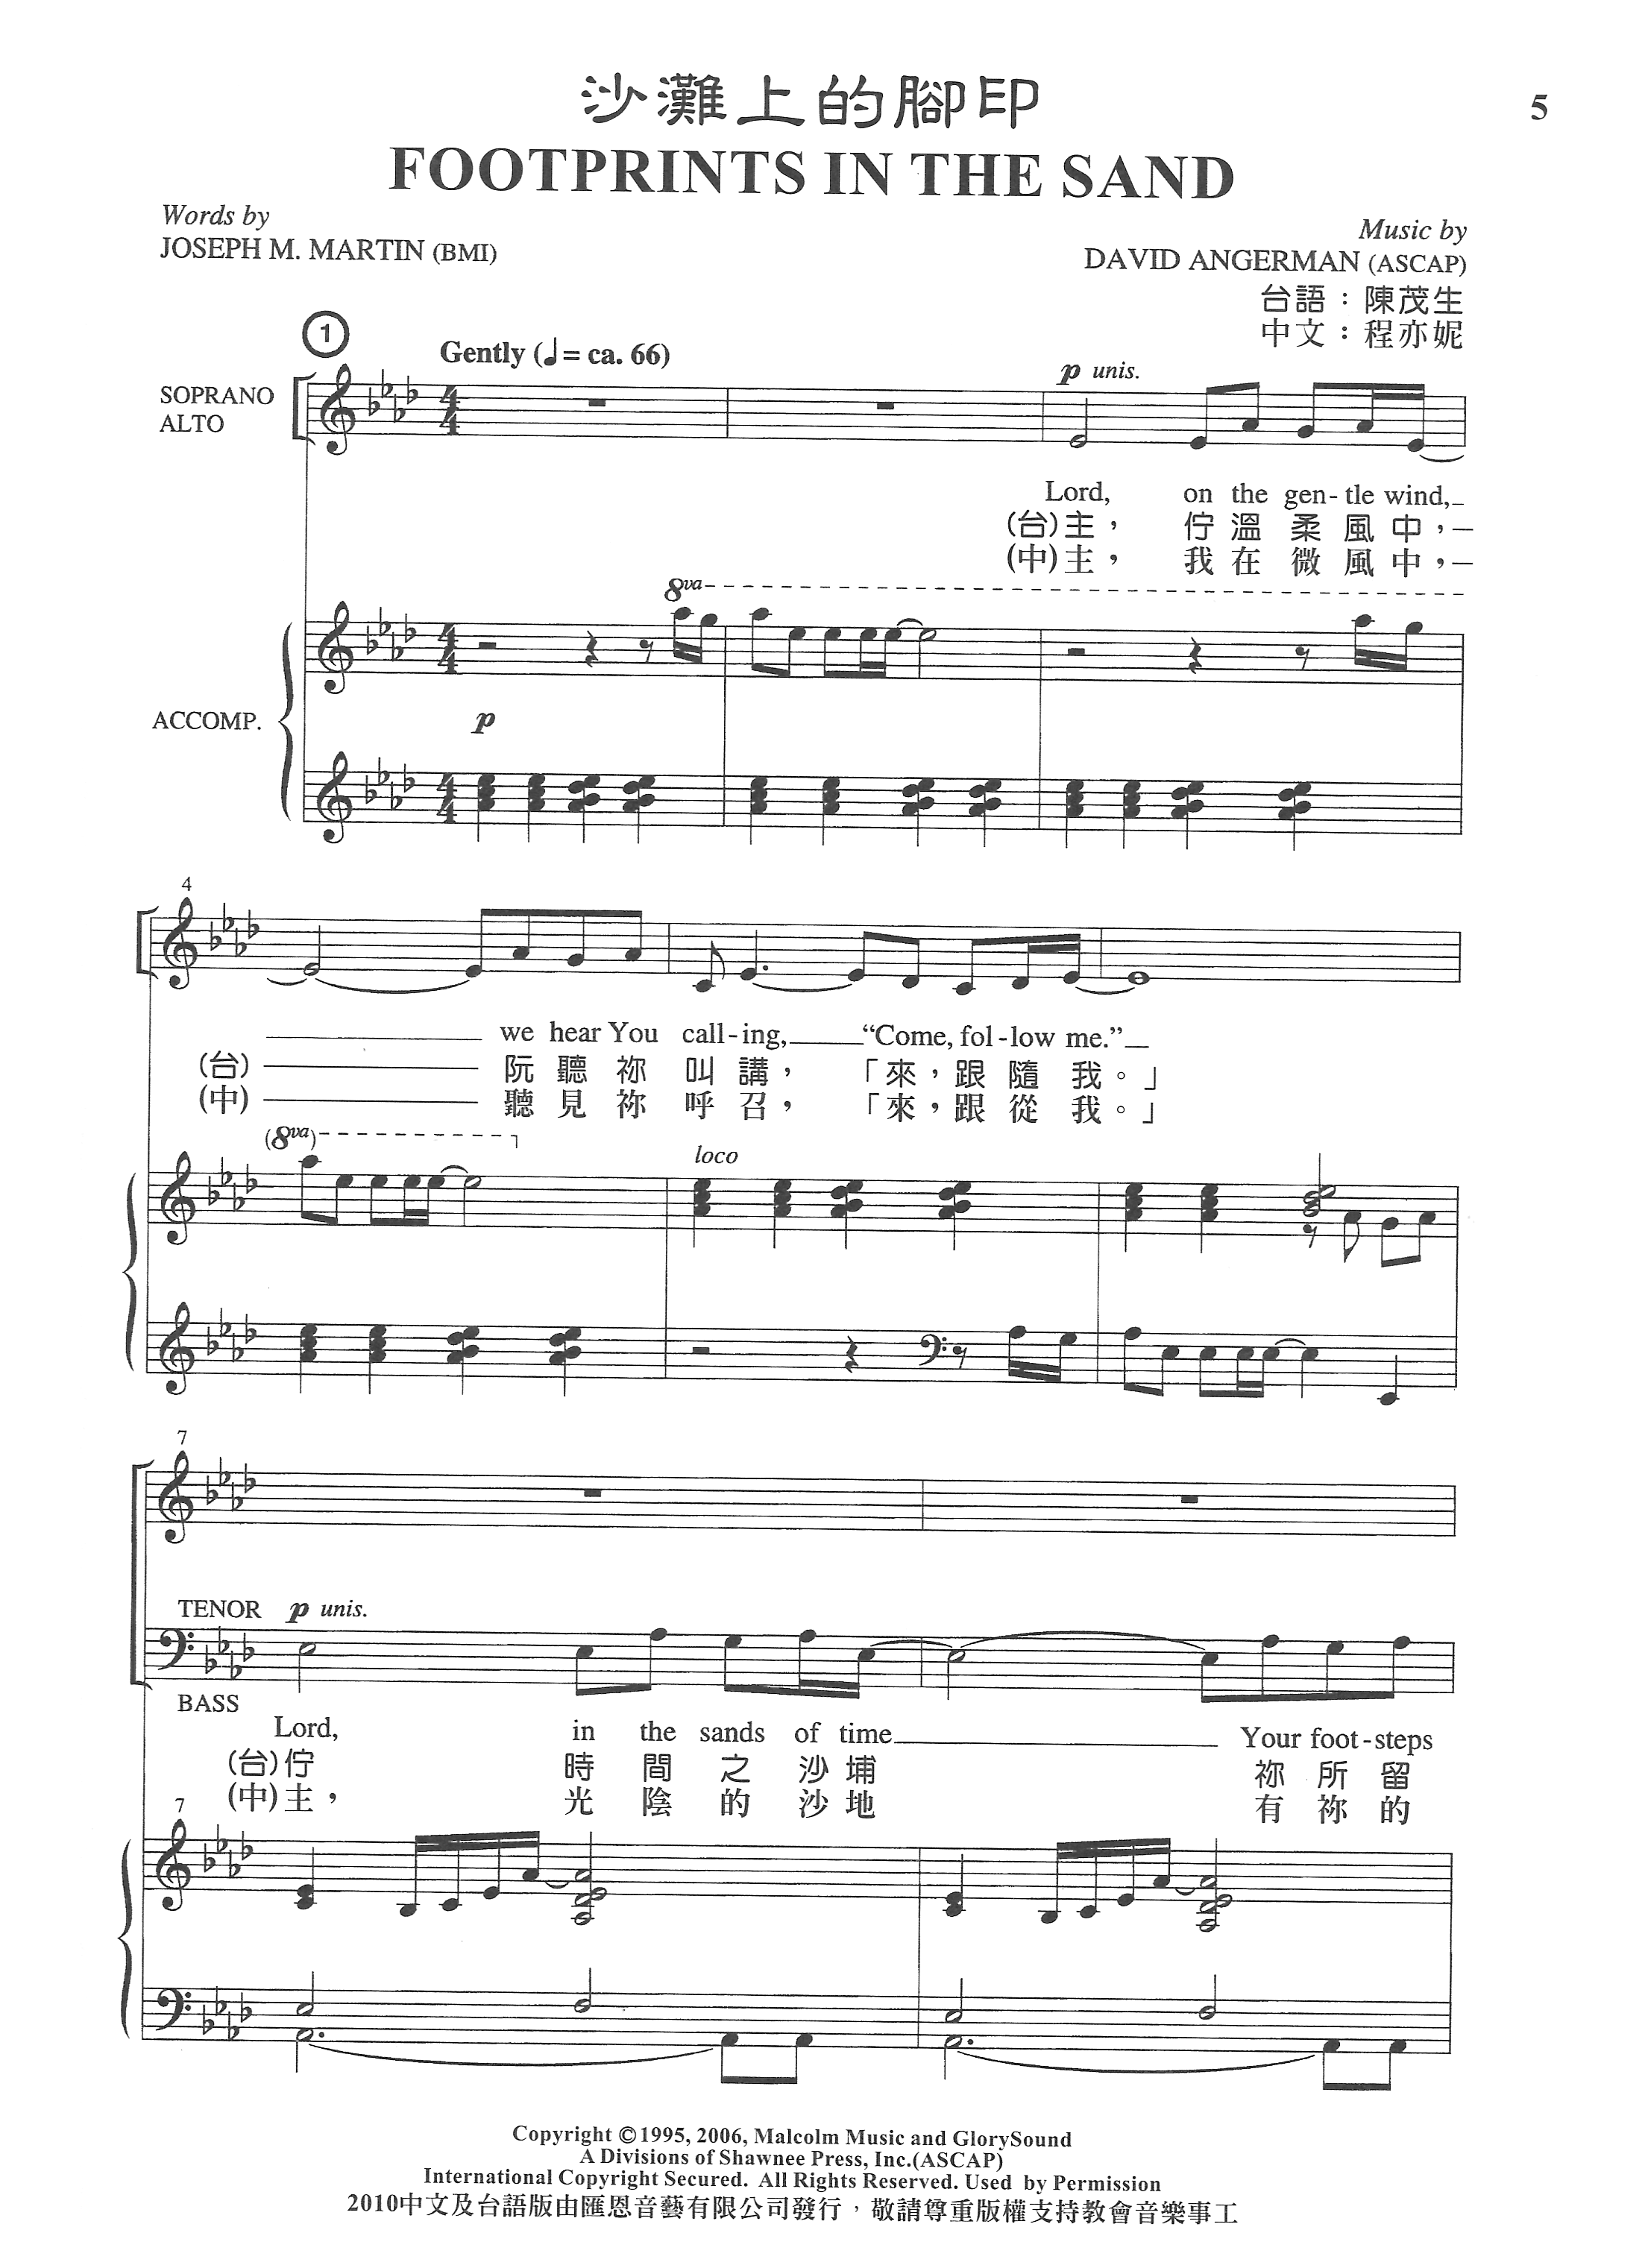 沙灘上的腳印
5
FOOTPRINTS IN THE SAND
Words by
JOSEPH M. MARTIN (BMI)
Music by
DAVID ANGERMAN (ASCAP)
台語：陳茂生
中文：程亦妮
1
Gently (♩= ca. 66)
SOPRANO
ALTO
p unis.
Lord, on the gen-tle wind,
(台)主， 佇溫柔風中，
(中)主， 我在微風中，
8va
ACCOMP.
p
4
we hear You call-ing, “Come, fol-low me.”
(台) 阮聽祢叫講，「來，跟隨我。」
(中) 聽見祢呼召，「來，跟從我。」
(8va)
loco
7
TENOR p unis.
BASS
Lord, in the sands of time Your foot-steps
(台)佇 時間之沙埔 祢所留
(中)主， 光陰的沙地 有祢的
7
Copyright ©1995, 2006, Malcolm Music and GlorySound
A Divisions of Shawnee Press, Inc.(ASCAP)
International Copyright Secured. All Rights Reserved. Used by Permission
2010中文及台語版由匯恩音藝有限公司發行，敬請尊重版權支持教會音樂事工